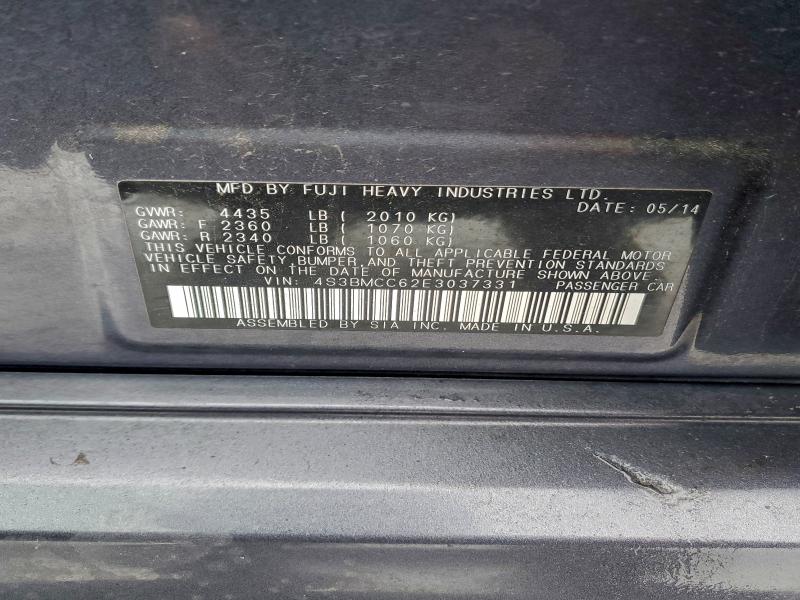 MFD BY FUJI HEAVY INDUSTRIES LTD.
DATE: 05/14
GVWR: 4435 LB ( 2010 KG)
GAWR: F 2360 LB ( 1070 KG)
GAWR: R 2340 LB ( 1060 KG)
THIS VEHICLE CONFORMS TO ALL APPLICABLE FEDERAL MOTOR
VEHICLE SAFETY, BUMPER, AND THEFT PREVENTION STANDARDS
IN EFFECT ON THE DATE OF MANUFACTURE SHOWN ABOVE.
VIN: 4S3BMCC62E3037331 PASSENGER CAR
ASSEMBLED BY SIA INC. MADE IN U.S.A.